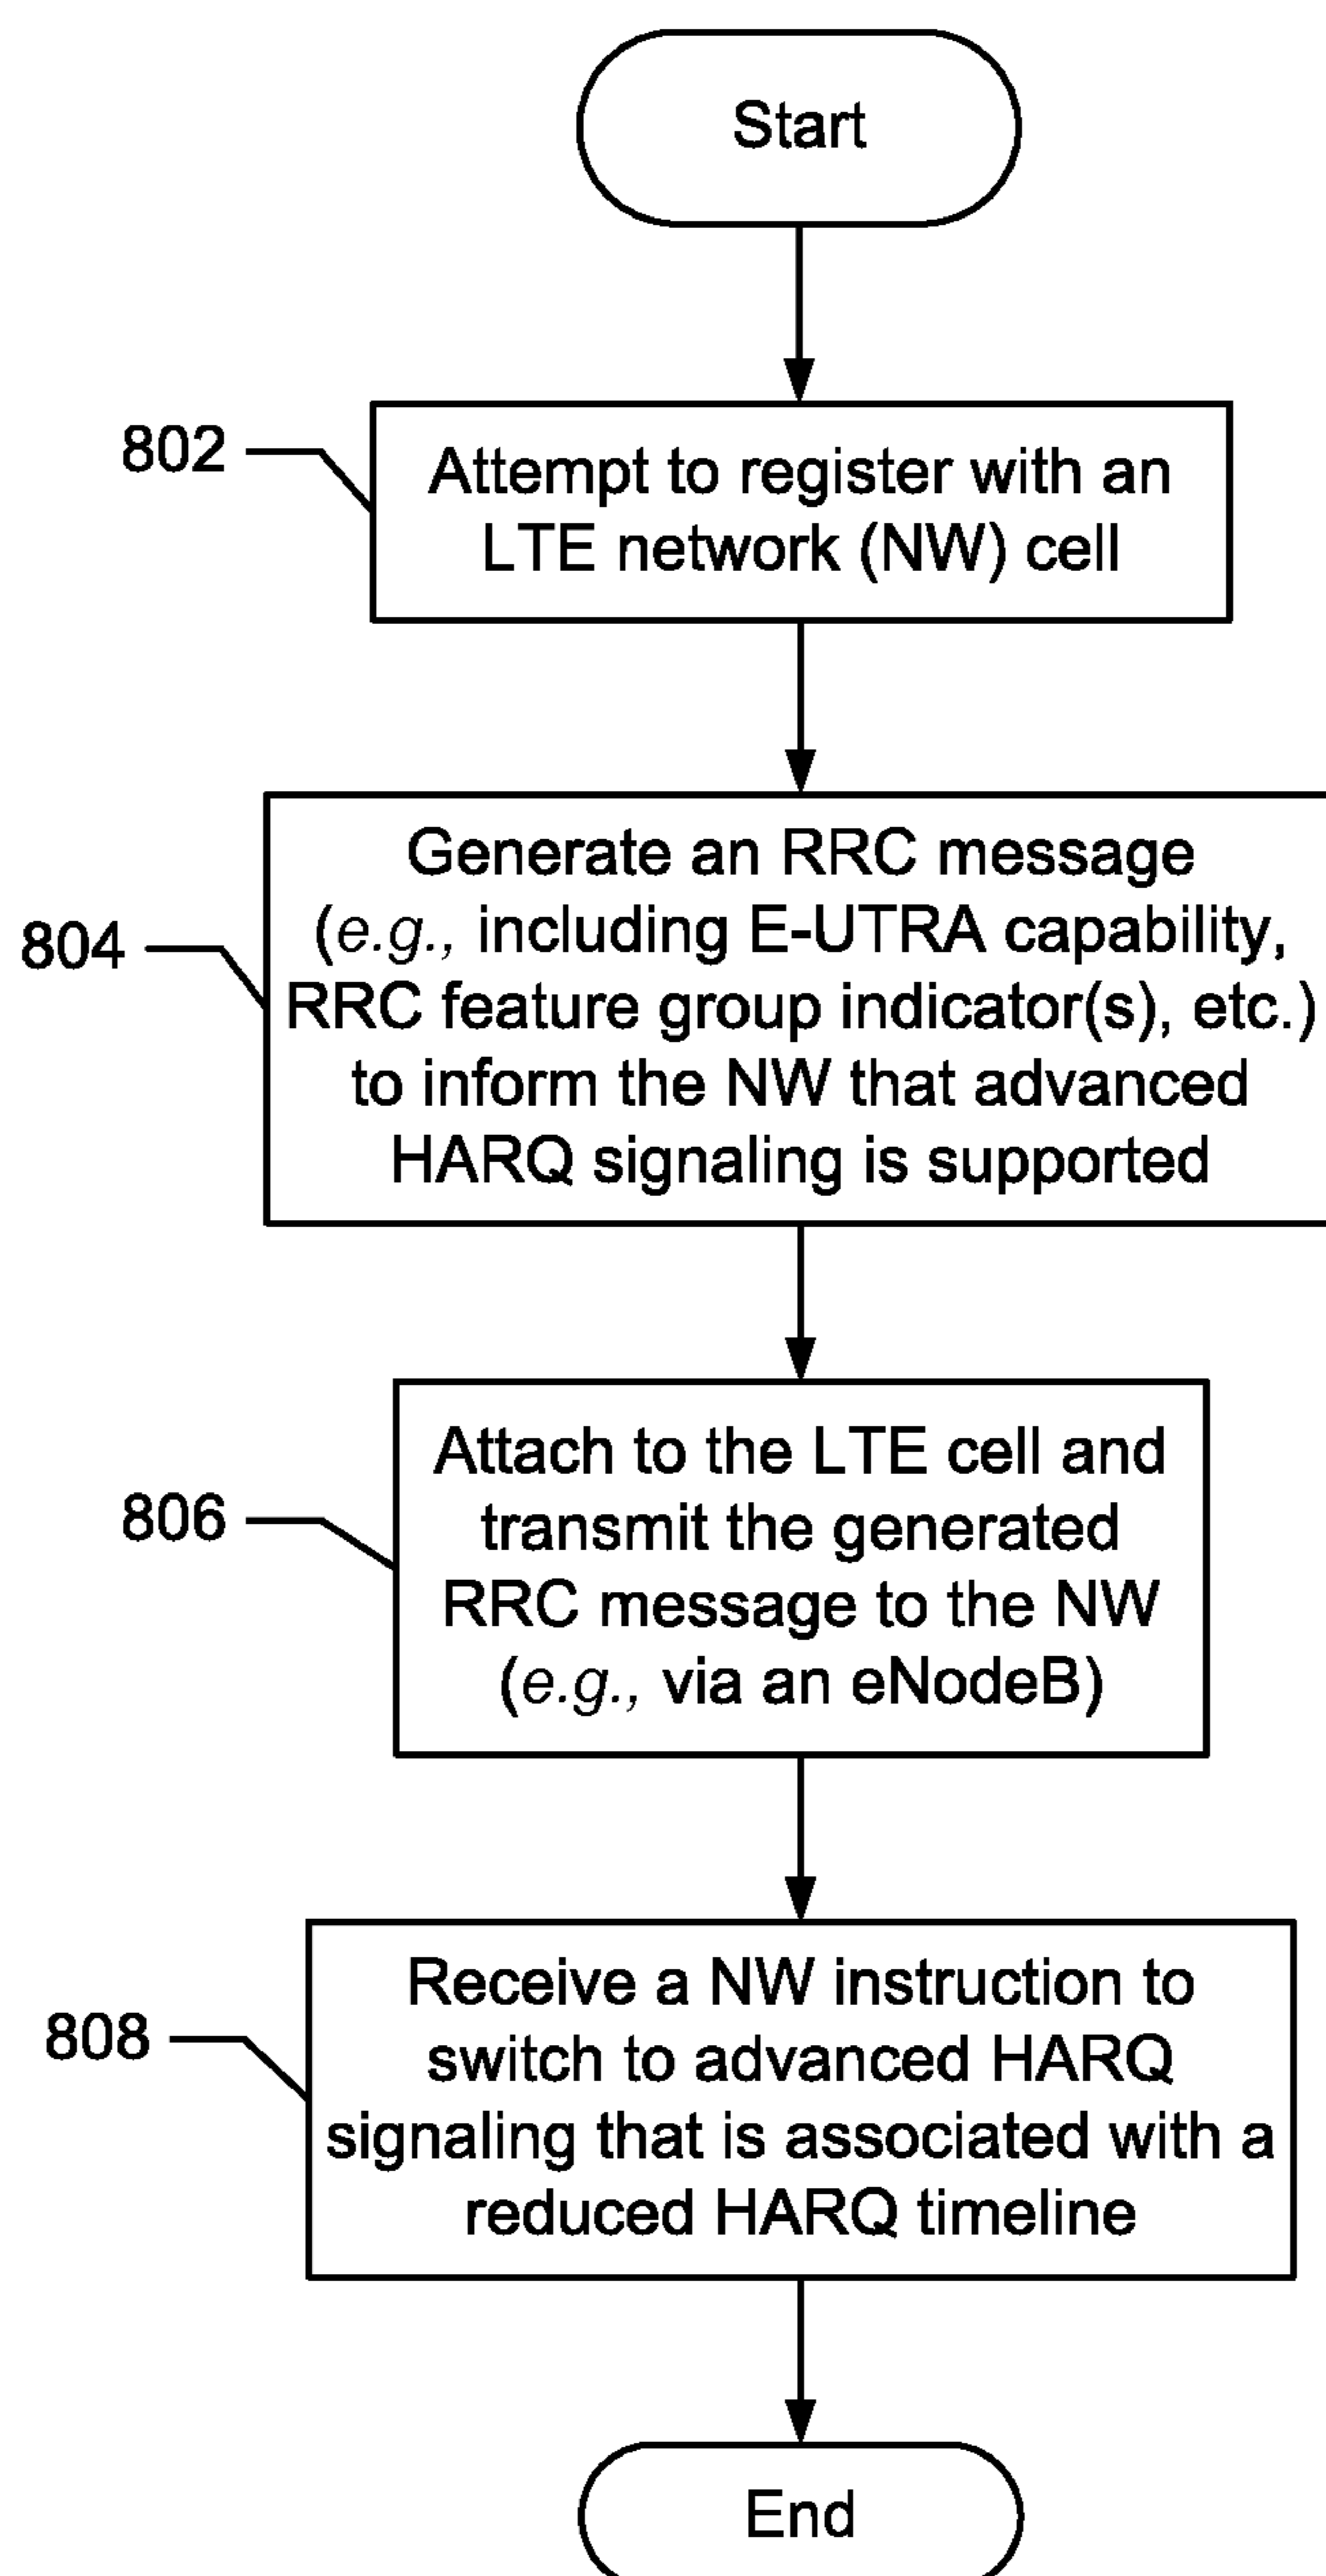 Start
802
Attempt to register with an
LTE network (NW) cell
804
Generate an RRC message
(e.g., including E-UTRA capability,
RRC feature group indicator(s), etc.)
to inform the NW that advanced
HARQ signaling is supported
806
Attach to the LTE cell and
transmit the generated
RRC message to the NW
(e.g., via an eNodeB)
808
Receive a NW instruction to
switch to advanced HARQ
signaling that is associated with a
reduced HARQ timeline
End